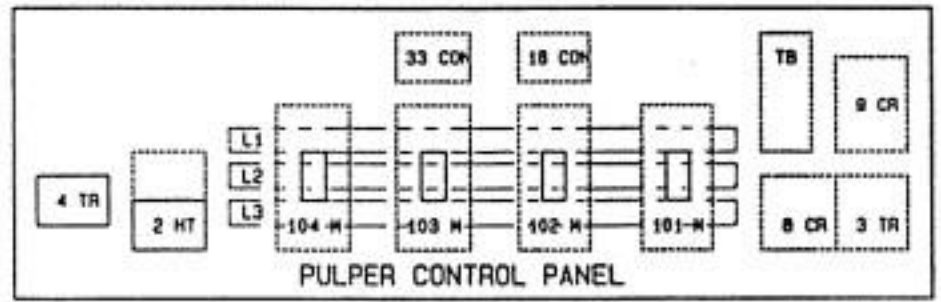 33 CON
18 CON
TB
9 CR
L1
L2
L3
4 TR
2 HT
104 M
103 M
102 M
101 M
8 CR
3 TR
PULPER CONTROL PANEL